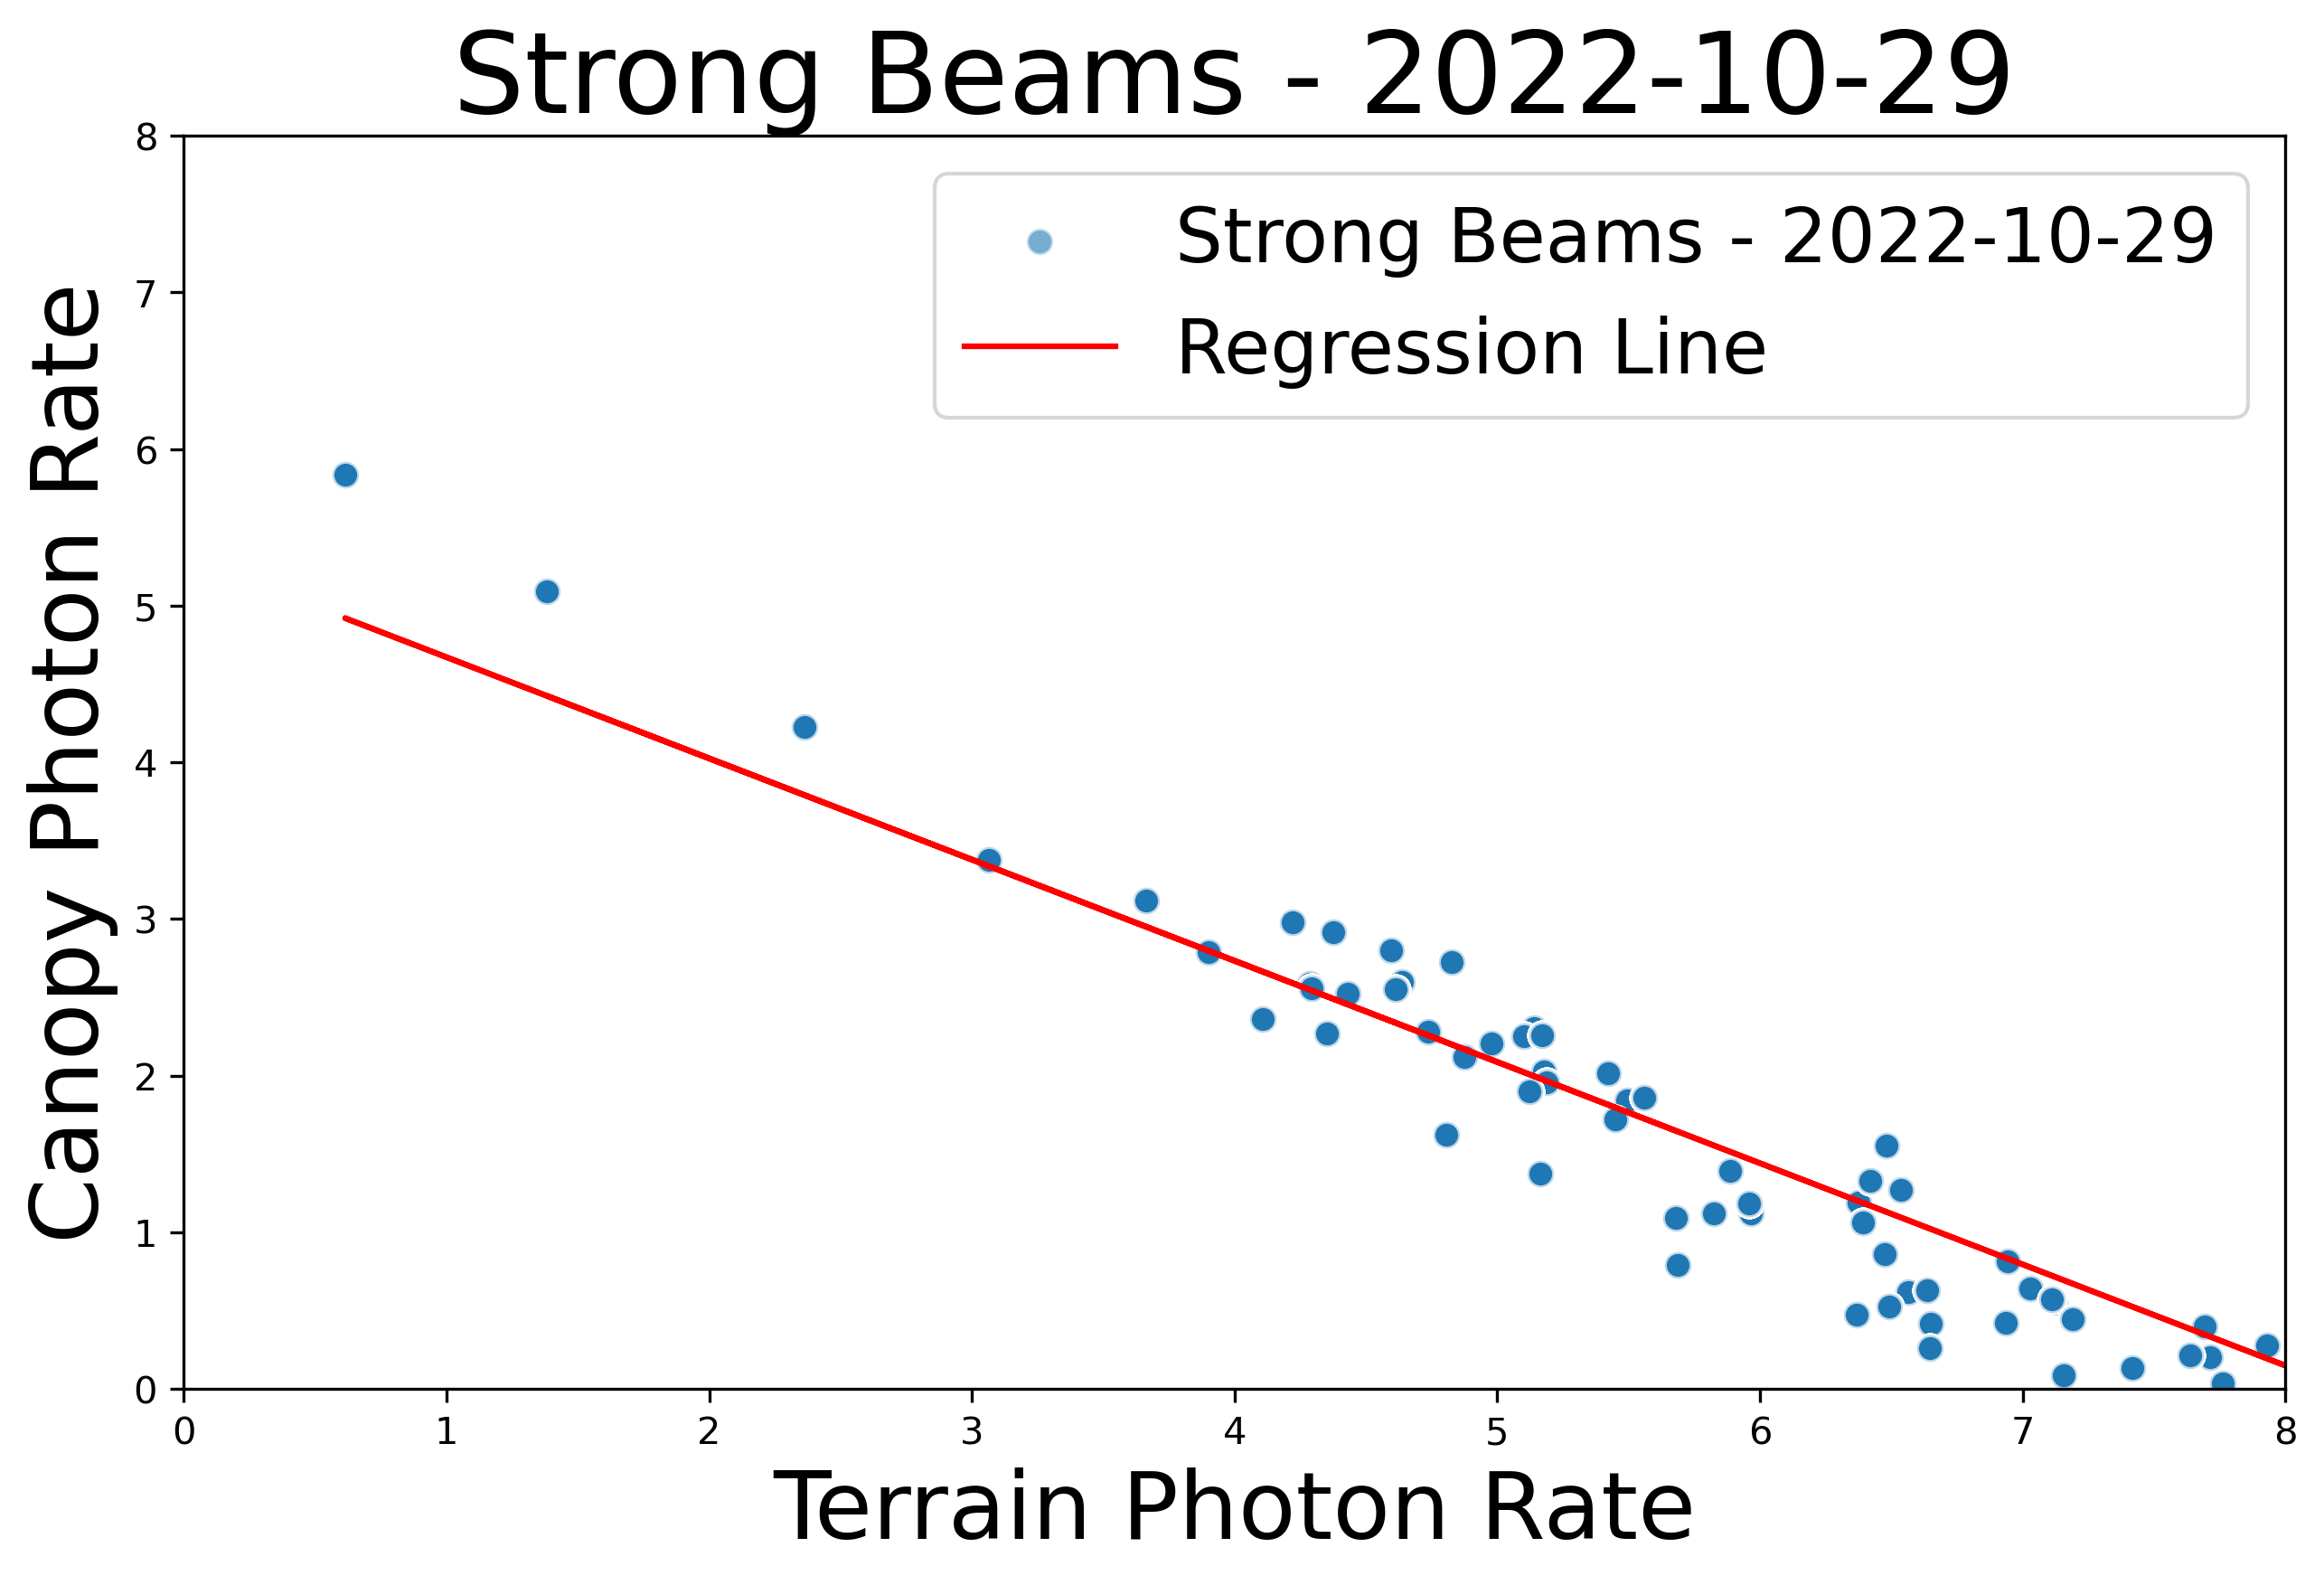 Strong Beams - 2022-10-29
Strong Beams - 2022-10-29
Regression Line
Canopy Photon Rate
8
7
6
5
4
3
2
1
0
0 1 2 3 4 5 6 7 8
Terrain Photon Rate